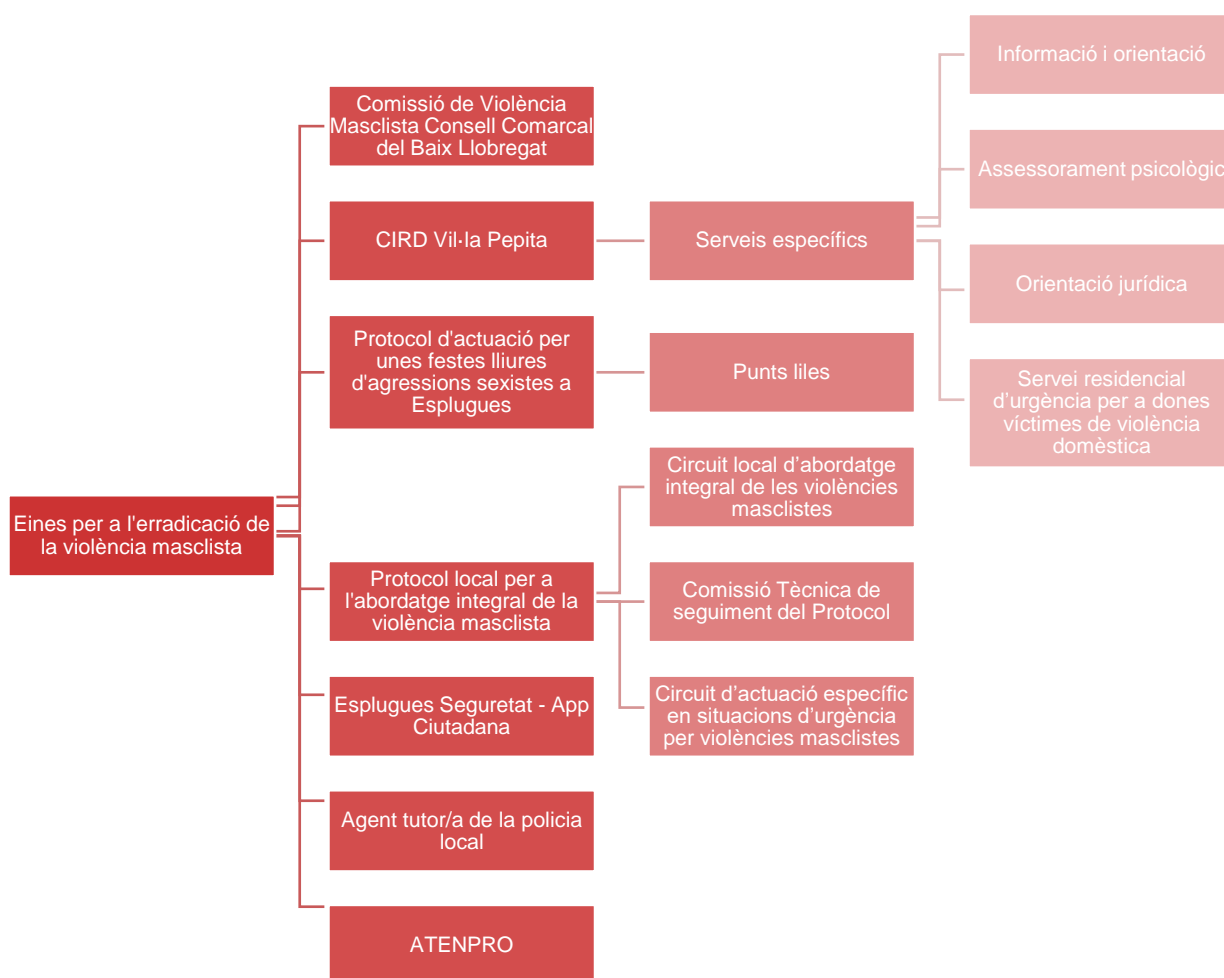 Eines per a l'erradicació de
la violència masclista
Comissió de Violència
Masclista Consell Comarcal
del Baix Llobregat
CIRD Vil·la Pepita
Serveis específics
Informació i orientació
Assessorament psicològic
Orientació jurídica
Servei residencial
d’urgència per a dones
víctimes de violència
domèstica
Protocol d'actuació per
unes festes lliures
d'agressions sexistes a
Esplugues
Punts liles
Protocol local per a
l'abordatge integral de la
violència masclista
Circuit local d’abordatge
integral de les violències
masclistes
Comissió Tècnica de
seguiment del Protocol
Circuit d’actuació específic
en situacions d’urgència
per violències masclistes
Esplugues Seguretat - App
Ciutadana
Agent tutor/a de la policia
local
ATENPRO